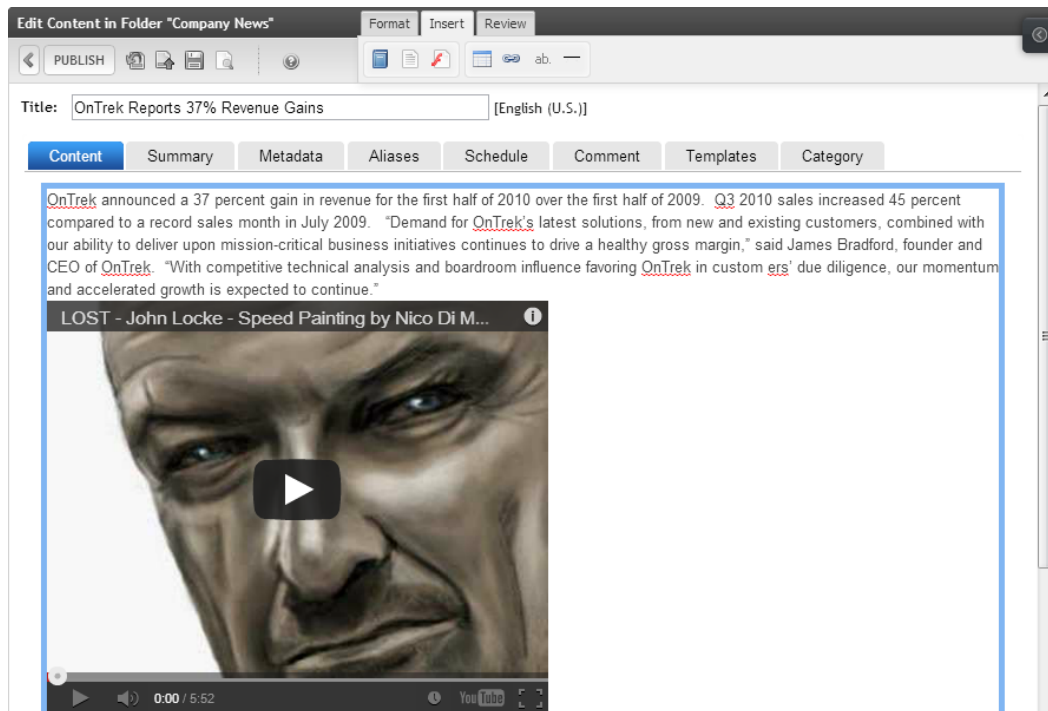 Edit Content in Folder "Company News"
Format Insert Review
PUBLISH
ab.
Title: OnTrek Reports 37% Revenue Gains [English (U.S.)]
Content Summary Metadata Aliases Schedule Comment Templates Category
OnTrek announced a 37 percent gain in revenue for the first half of 2010 over the first half of 2009. Q3 2010 sales increased 45 percent
compared to a record sales month in July 2009. “Demand for OnTrek’s latest solutions, from new and existing customers, combined with
our ability to deliver upon mission-critical business initiatives continues to drive a healthy gross margin,” said James Bradford, founder and
CEO of OnTrek. “With competitive technical analysis and boardroom influence favoring OnTrek in custom ers’ due diligence, our momentum
and accelerated growth is expected to continue.”
LOST - John Locke - Speed Painting by Nico Di M...
0:00 / 5:52 YouTube